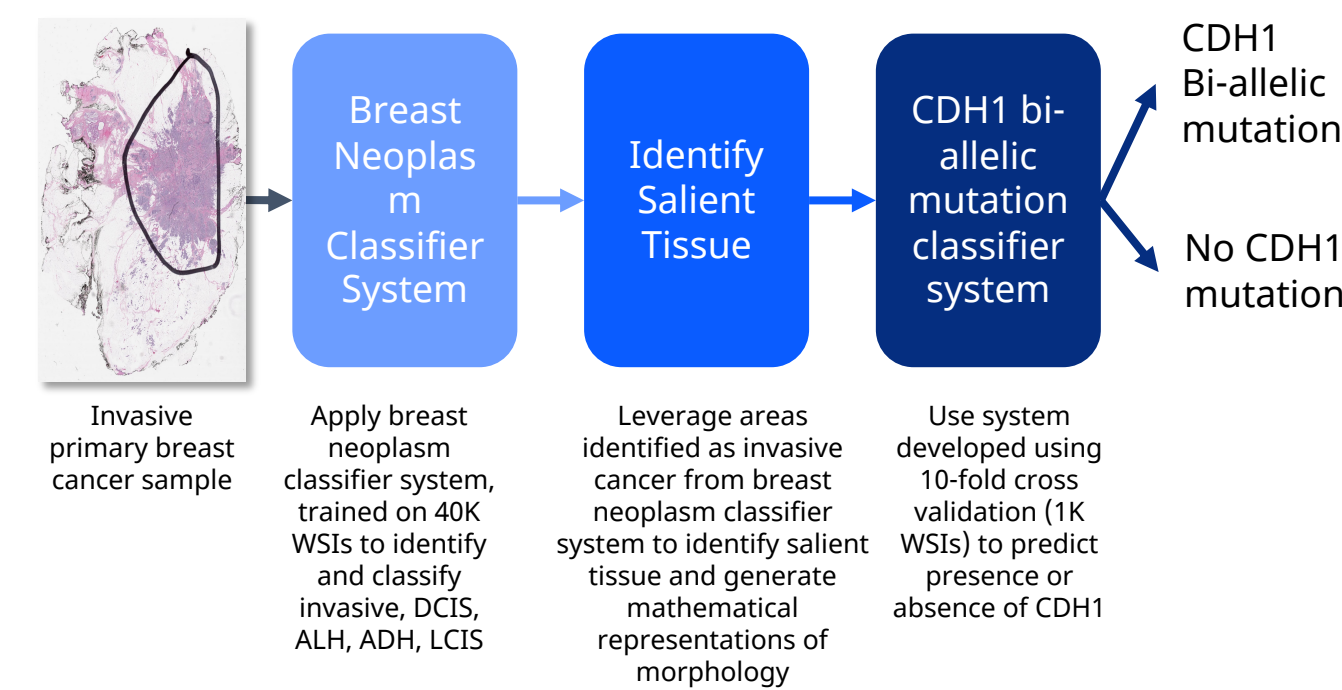 Breast
Neoplas
m
Classifier
System
Identify
Salient
Tissue
CDH1 bi-
allelic
mutation
classifier
system
CDH1
Bi-allelic
mutation
No CDH1
mutation
Invasive
primary breast
cancer sample
Apply breast
neoplasm
classifier system,
trained on 40K
WSIs to identify
and classify
invasive, DCIS,
ALH, ADH, LCIS
Leverage areas
identified as invasive
cancer from breast
neoplasm classifier
system to identify salient
tissue and generate
mathematical
representations of
morphology
Use system
developed using
10-fold cross
validation (1K
WSIs) to predict
presence or
absence of CDH1